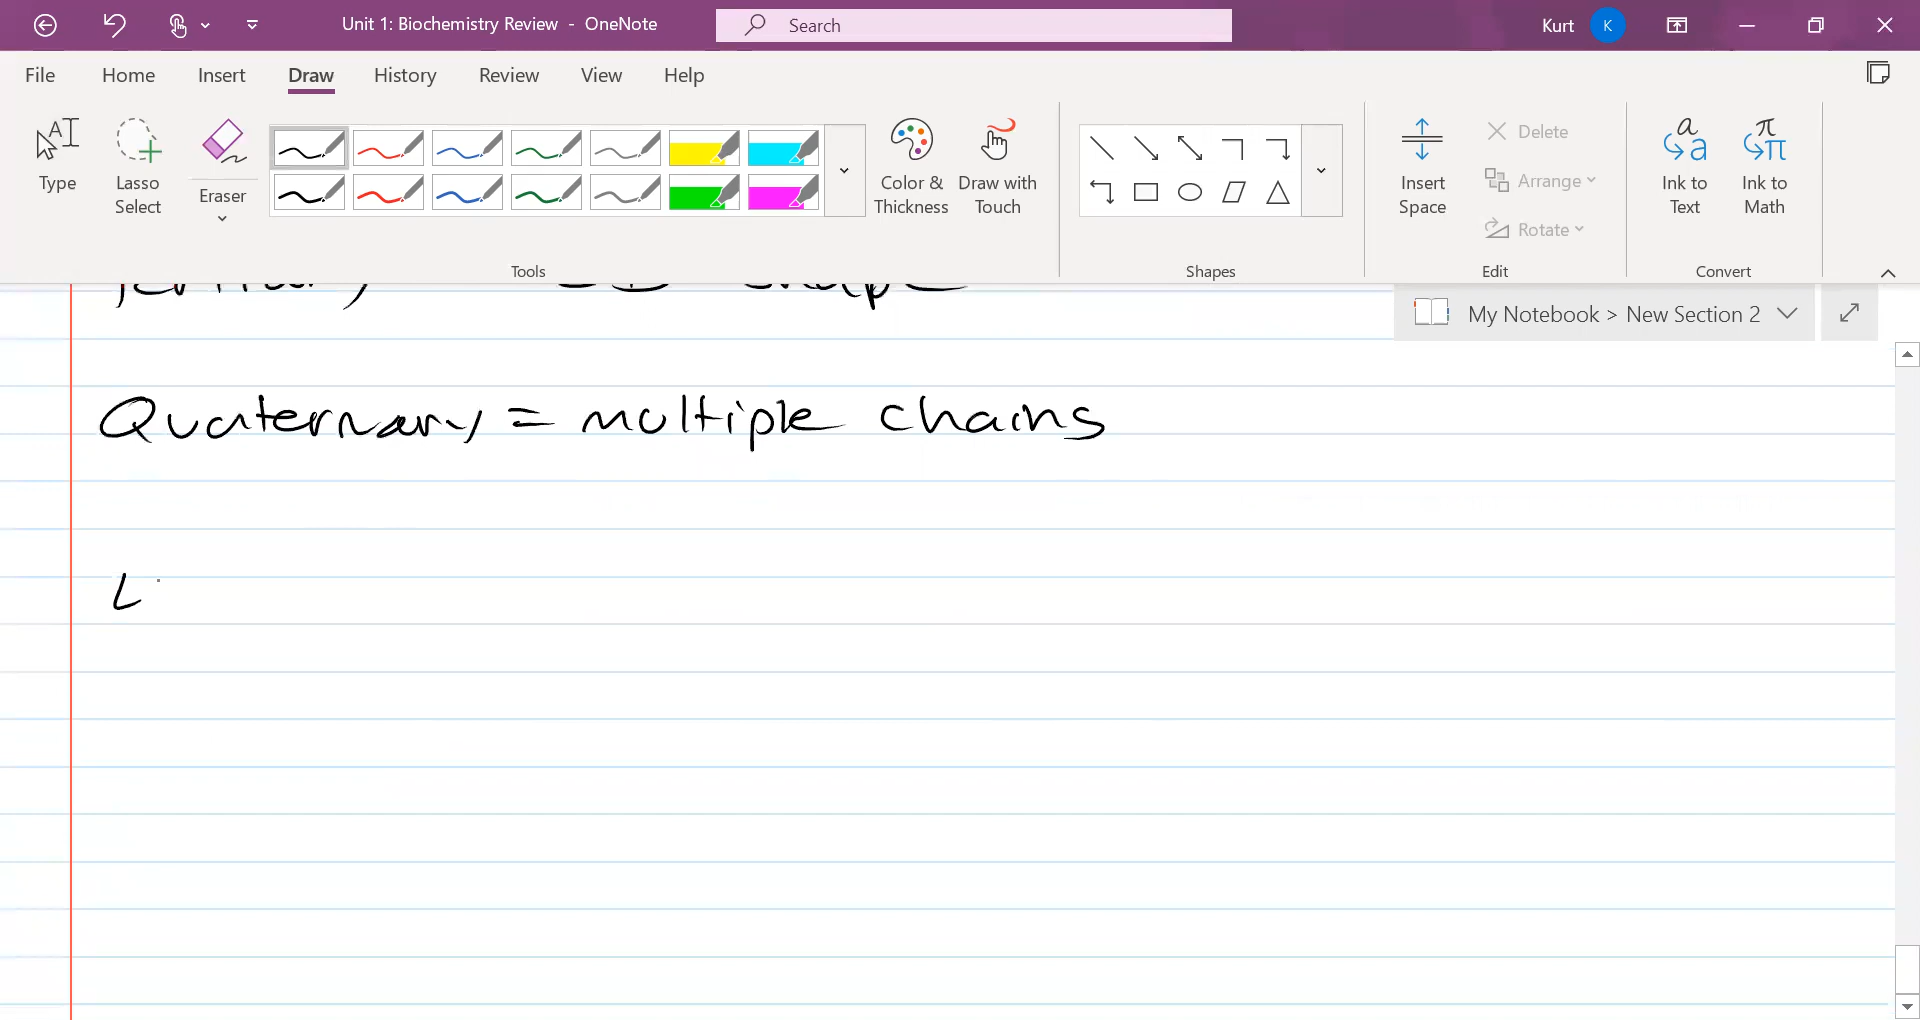 Unit 1: Biochemistry Review - OneNote
Search
Kurt
K
File Home Insert Draw History Review View Help
Type
Lasso Select
Eraser
Color & Thickness
Draw with Touch
Insert Space
Delete
Arrange
Rotate
Ink to Text
Ink to Math
Tools
Shapes
Edit
Convert
My Notebook > New Section 2
Quaternary = multiple chains
L